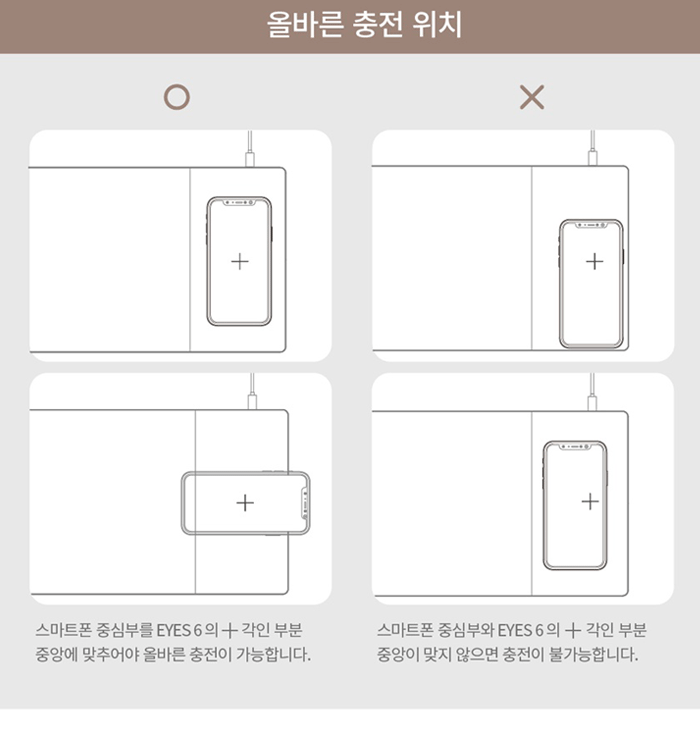 올바른 충전 위치
스마트폰 중심부를 EYES 6 의 + 각인 부분
중앙에 맞추어야 올바른 충전이 가능합니다.
스마트폰 중심부와 EYES 6 의 + 각인 부분
중앙이 맞지 않으면 충전이 불가능합니다.